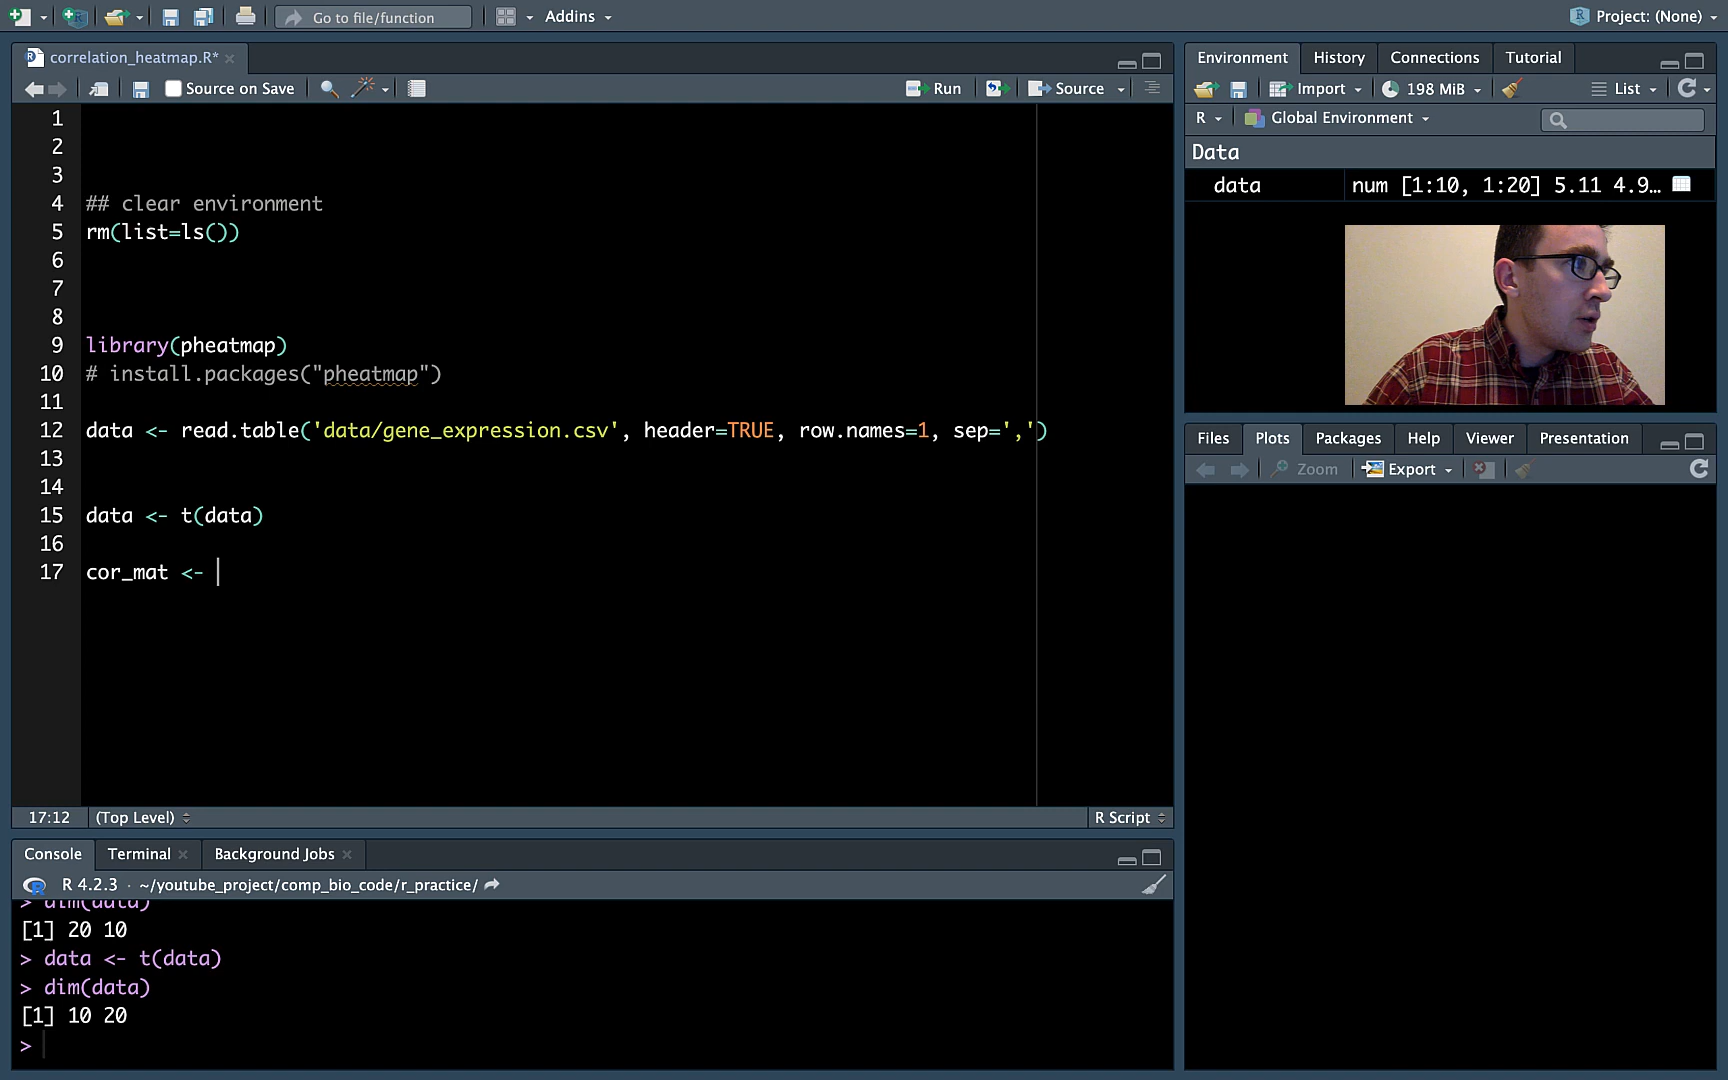 Go to file/function
Addins
Project: (None)
correlation_heatmap.R*
Source on Save
Run
Source
1
2
3
4 ## clear environment
5 rm(list=ls())
6
7
8
9 library(pheatmap)
10 # install.packages("pheatmap")
11
12 data <- read.table('data/gene_expression.csv', header=TRUE, row.names=1, sep=',')
13
14
15 data <- t(data)
16
17 cor_mat <-
17:12 (Top Level) R Script
Console Terminal Background Jobs
R 4.2.3 · ~/youtube_project/comp_bio_code/r_practice/
> dim(data)
[1] 20 10
> data <- t(data)
> dim(data)
[1] 10 20
>
Environment History Connections Tutorial
Import 198 MiB List
R Global Environment
Data
data num [1:10, 1:20] 5.11 4.9…
Files Plots Packages Help Viewer Presentation
Zoom Export